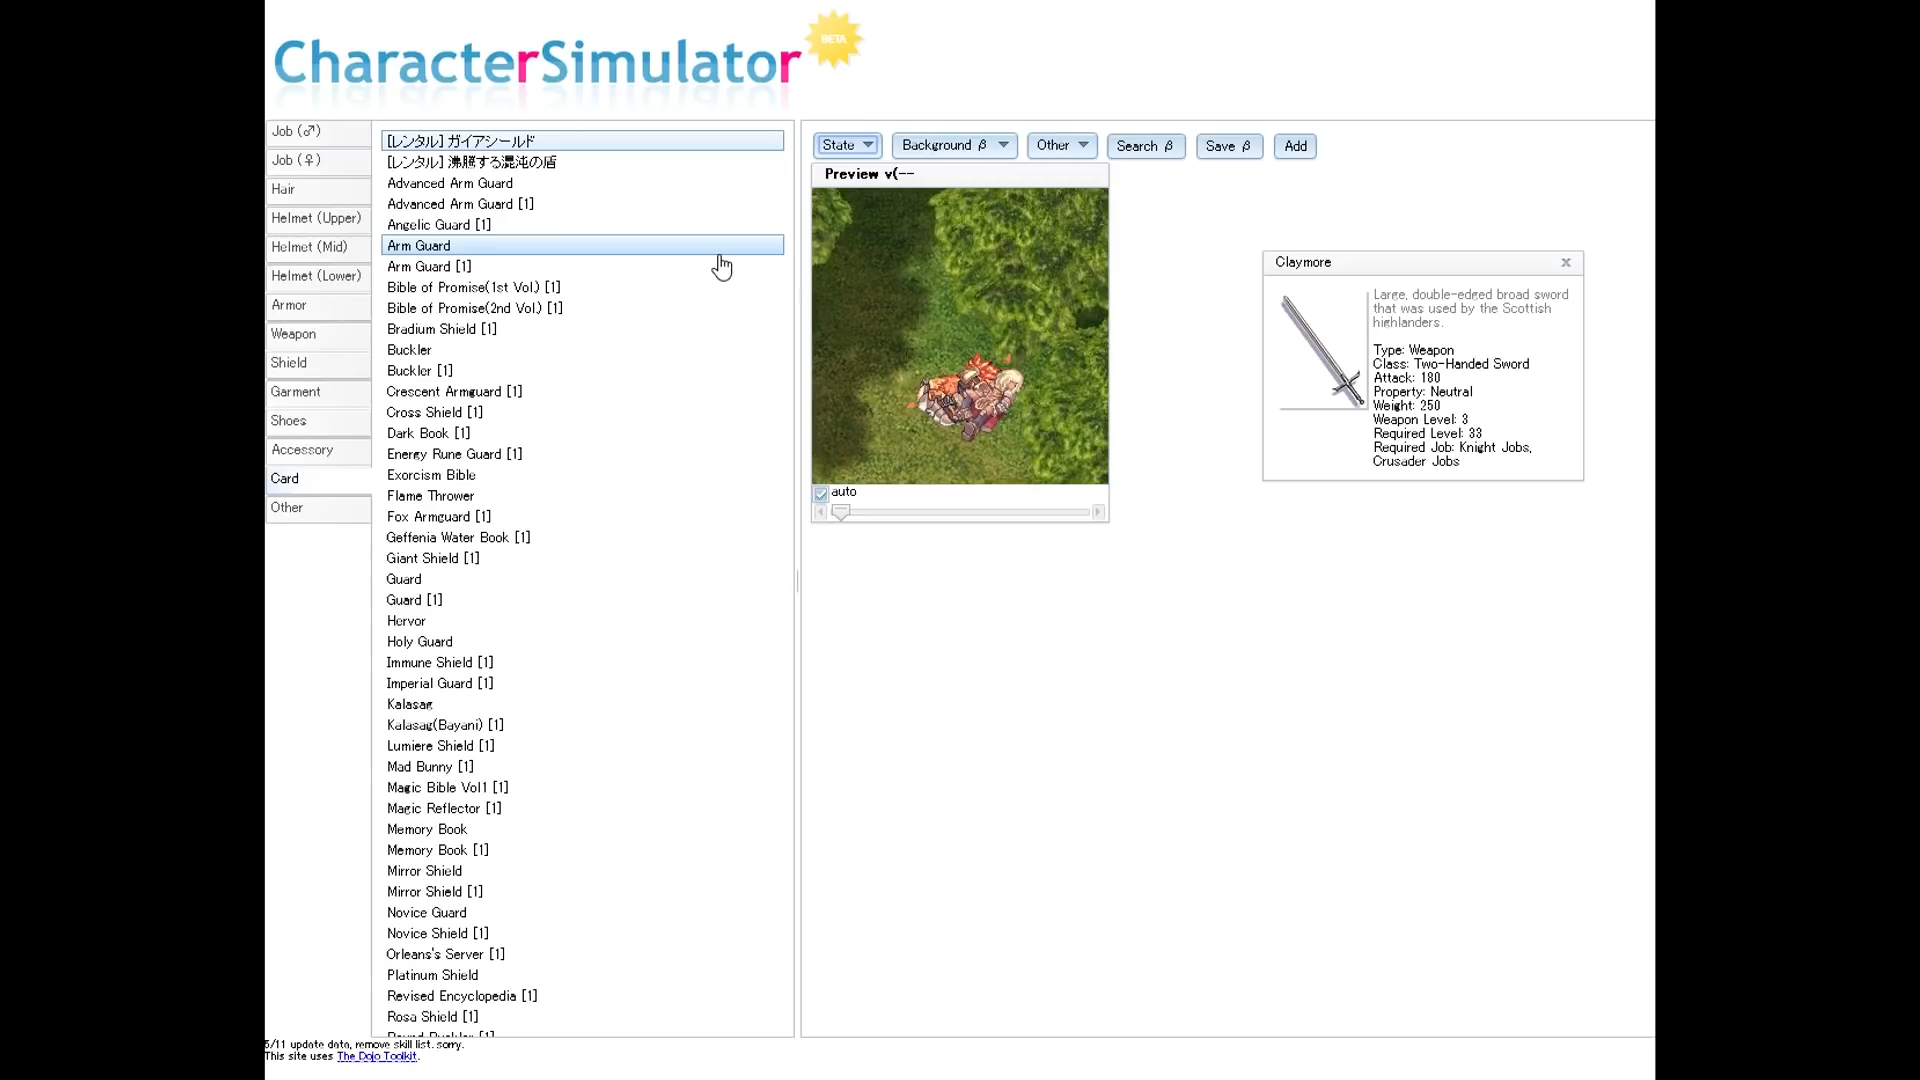 CharacterSimulator
BETA
Job (♂)
Job (♀)
Hair
Helmet (Upper)
Helmet (Mid)
Helmet (Lower)
Armor
Weapon
Shield
Garment
Shoes
Accessory
Card
Other
[レンタル] ガイアシールド
[レンタル] 沸騰する混沌の盾
Advanced Arm Guard
Advanced Arm Guard [1]
Angelic Guard [1]
Arm Guard
Arm Guard [1]
Bible of Promise(1st Vol.) [1]
Bible of Promise(2nd Vol.) [1]
Bradium Shield [1]
Buckler
Buckler [1]
Crescent Armguard [1]
Cross Shield [1]
Dark Book [1]
Energy Rune Guard [1]
Exorcism Bible
Flame Thrower
Fox Armguard [1]
Geffenia Water Book [1]
Giant Shield [1]
Guard
Guard [1]
Hervor
Holy Guard
Immune Shield [1]
Imperial Guard [1]
Kalasag
Kalasag(Bayani) [1]
Lumiere Shield [1]
Mad Bunny [1]
Magic Bible Vol1 [1]
Magic Reflector [1]
Memory Book
Memory Book [1]
Mirror Shield
Mirror Shield [1]
Novice Guard
Novice Shield [1]
Orleans's Server [1]
Platinum Shield
Revised Encyclopedia [1]
Rosa Shield [1]
State
Background β
Other
Search β
Save β
Add
Preview v(--
auto
Claymore
Large, double-edged broad sword
that was used by the Scottish
highlanders.
Type: Weapon
Class: Two-Handed Sword
Attack: 180
Property: Neutral
Weight: 250
Weapon Level: 3
Required Level: 33
Required Job: Knight Jobs,
Crusader Jobs
5/11 update data, remove skill list. sorry.
This site uses The Dojo Toolkit.